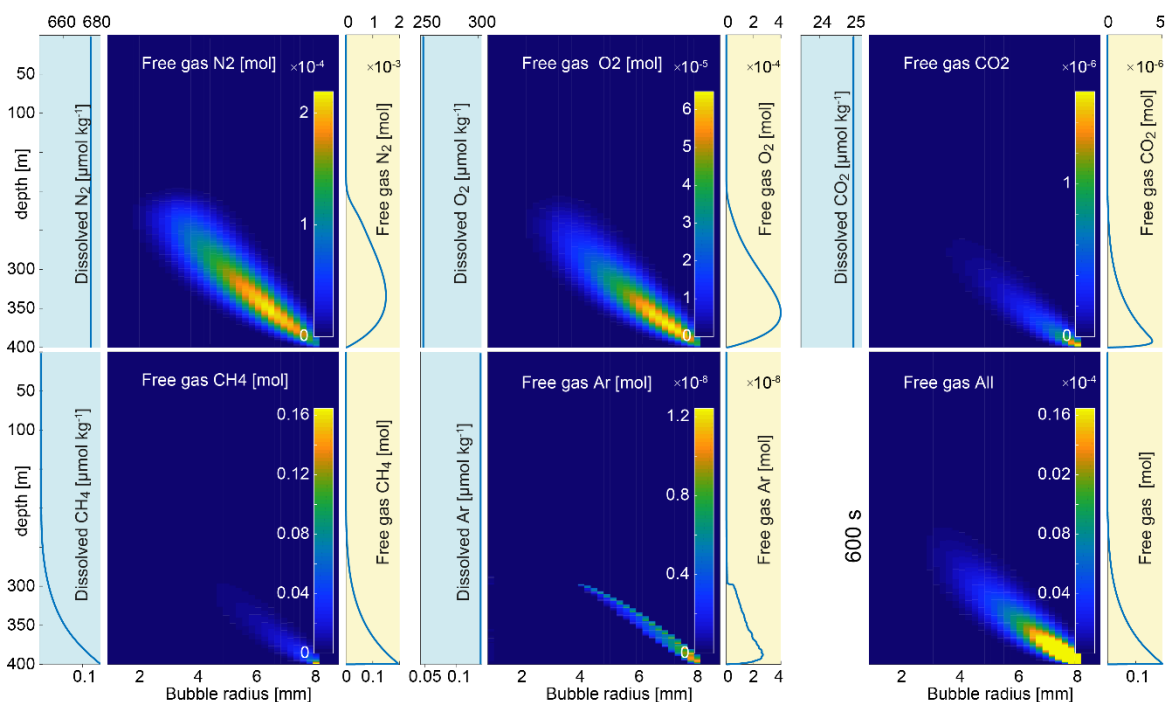 660 680
0 1 2
250 300
0 2 4
24 25
0 5
Free gas N2 [mol]
×10⁻⁴
×10⁻³
Free gas O2 [mol]
×10⁻⁵
×10⁻⁴
Free gas CO2
×10⁻⁶
×10⁻⁶
depth [m]
50
100
300
350
400
Dissolved N₂ [µmol kg⁻¹]
2
1
0
Free gas N₂ [mol]
Dissolved O₂ [µmol kg⁻¹]
6
5
4
3
2
1
0
Free gas O₂ [mol]
Dissolved CO₂ [µmol kg⁻¹]
1
0
Free gas CO₂ [mol]
Free gas CH4 [mol]
Free gas Ar [mol]
×10⁻⁸
×10⁻⁸
Free gas All
×10⁻⁴
depth [m]
50
100
300
350
400
Dissolved CH₄ [µmol kg⁻¹]
0.16
0.12
0.08
0.04
0
Free gas CH₄ [mol]
Dissolved Ar [µmol kg⁻¹]
1.2
0.8
0.4
0
Free gas Ar [mol]
600 s
0.16
0.02
0.04
0.04
Free gas [mol]
0.1
2 4 6 8
0 1 2
0.05 0.1
2 4 6 8
0 2 4
2 4 6 8
0.1
Bubble radius [mm]
Bubble radius [mm]
Bubble radius [mm]